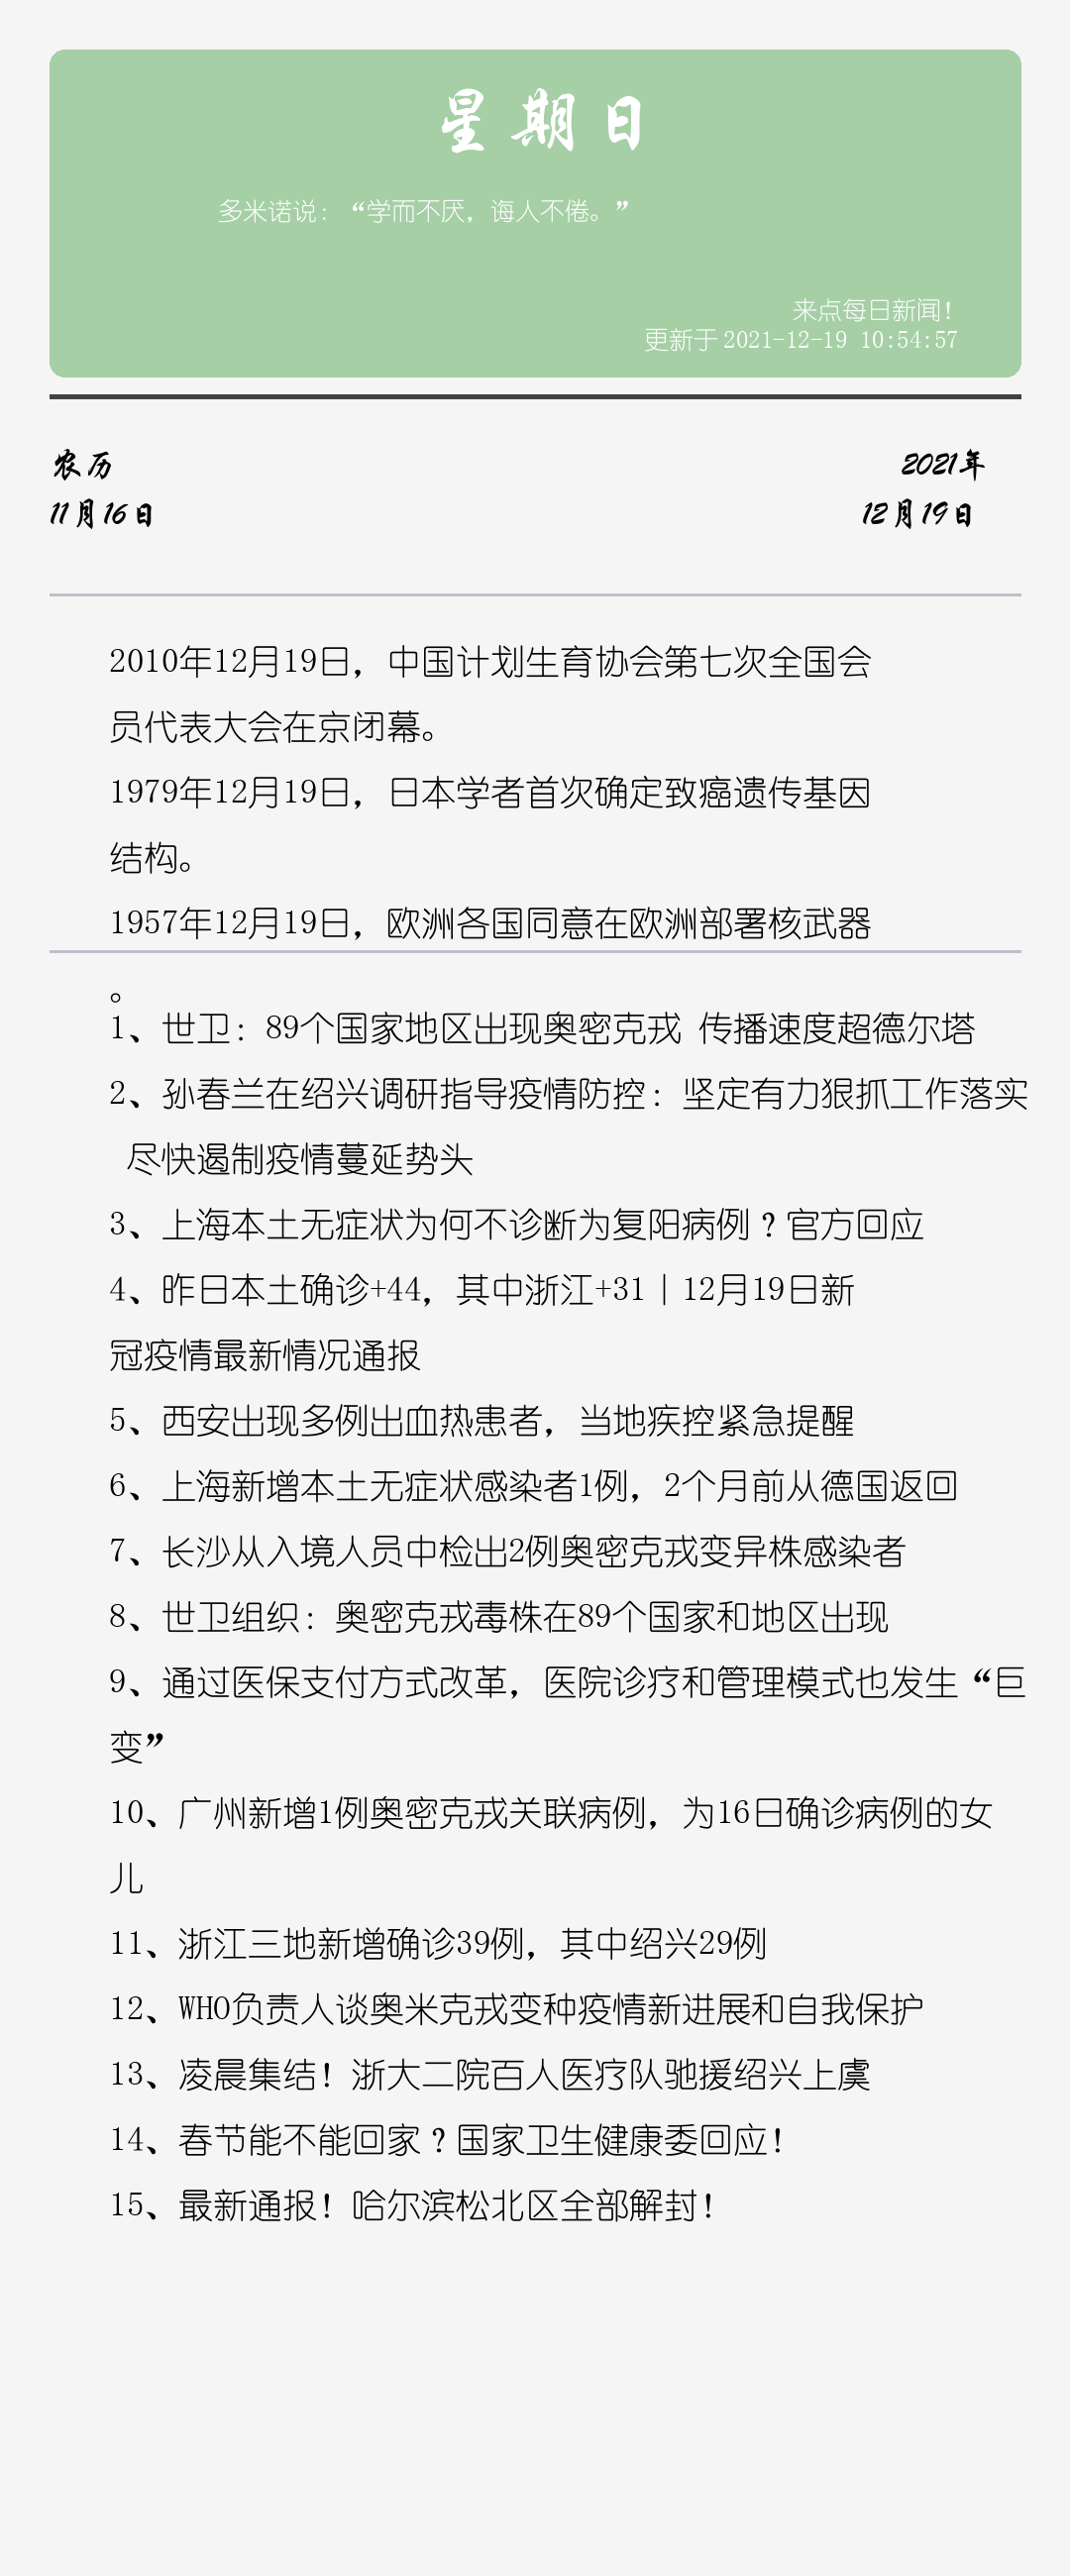 星期日
多米诺说：“学而不厌，诲人不倦。”
来点每日新闻！
更新于 2021-12-19 10:54:57
农历
2021年
11月16日
12月19日
2010年12月19日，中国计划生育协会第七次全国会
员代表大会在京闭幕。
1979年12月19日，日本学者首次确定致癌遗传基因
结构。
1957年12月19日，欧洲各国同意在欧洲部署核武器
。
1、世卫：89个国家地区出现奥密克戎 传播速度超德尔塔
2、孙春兰在绍兴调研指导疫情防控：坚定有力狠抓工作落实
尽快遏制疫情蔓延势头
3、上海本土无症状为何不诊断为复阳病例？官方回应
4、昨日本土确诊+44，其中浙江+31｜12月19日新
冠疫情最新情况通报
5、西安出现多例出血热患者，当地疾控紧急提醒
6、上海新增本土无症状感染者1例，2个月前从德国返回
7、长沙从入境人员中检出2例奥密克戎变异株感染者
8、世卫组织：奥密克戎毒株在89个国家和地区出现
9、通过医保支付方式改革，医院诊疗和管理模式也发生“巨
变”
10、广州新增1例奥密克戎关联病例，为16日确诊病例的女
儿
11、浙江三地新增确诊39例，其中绍兴29例
12、WHO负责人谈奥米克戎变种疫情新进展和自我保护
13、凌晨集结！浙大二院百人医疗队驰援绍兴上虞
14、春节能不能回家？国家卫生健康委回应！
15、最新通报！哈尔滨松北区全部解封！